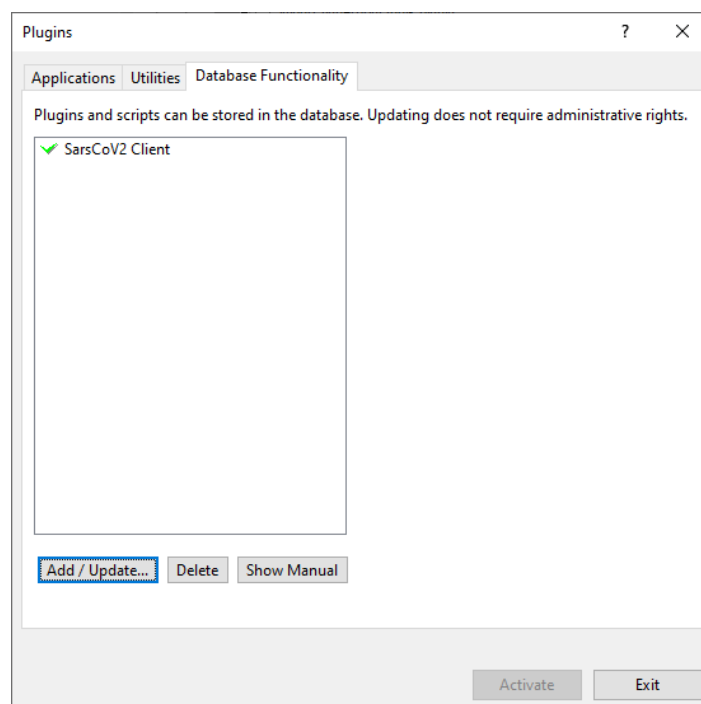 Plugins ?
Applications Utilities Database Functionality
Plugins and scripts can be stored in the database. Updating does not require administrative rights.
SarsCoV2 Client
Add / Update... Delete Show Manual
Activate Exit